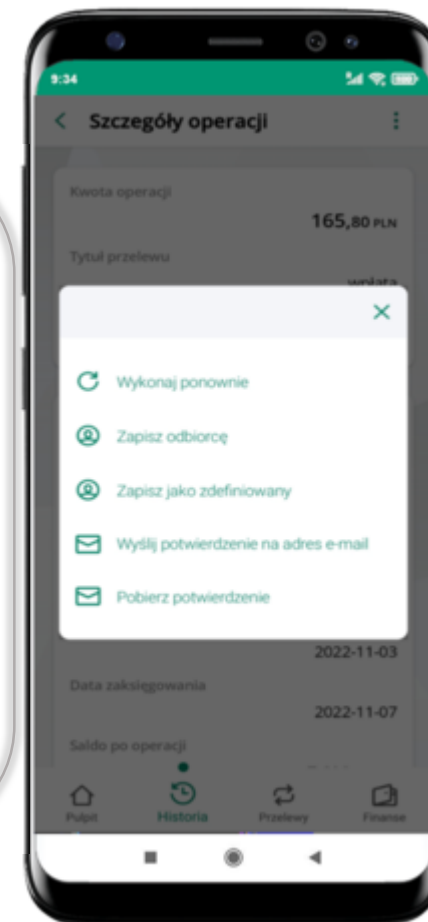 9:34
Szczegóły operacji
Kwota operacji
165,80 PLN
Tytuł przelewu
wpłata
Wykonaj ponownie
Zapisz odbiorcę
Zapisz jako zdefiniowany
Wyślij potwierdzenie na adres e-mail
Pobierz potwierdzenie
2022-11-03
Data zaksięgowania
2022-11-07
Saldo po operacji
Pulpit
Historia
Przelewy
Finanse